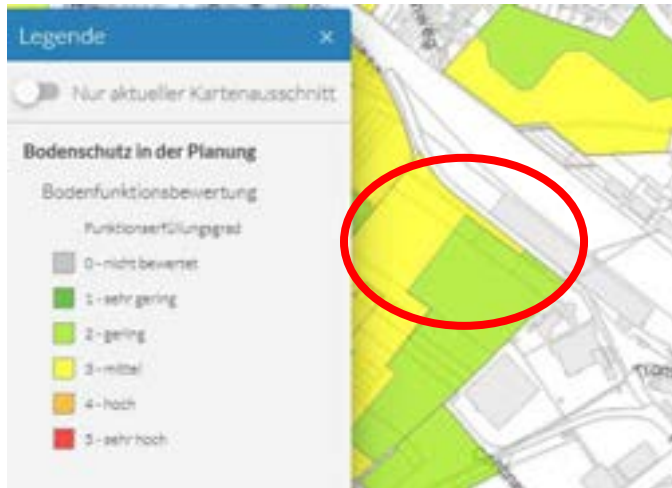 Legende ×
Nur aktueller Kartenausschnitt
Bodenschutz in der Planung
Bodenfunktionsbewertung
Funktionserfüllungsgrad
0 - nicht bewertet
1 - sehr gering
2 - gering
3 - mittel
4 - hoch
5 - sehr hoch